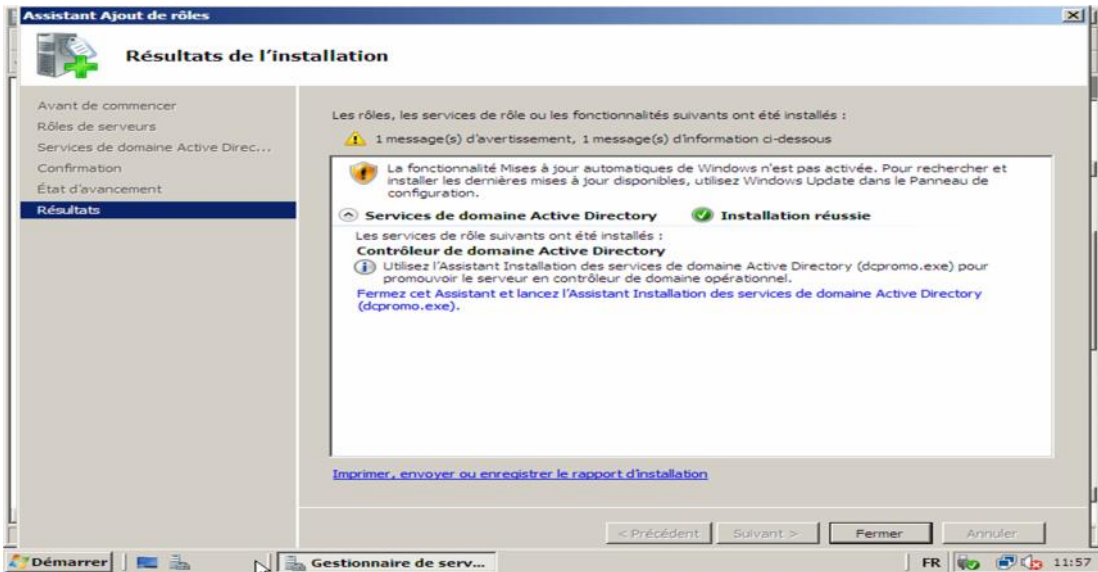 Assistant Ajout de rôles
Résultats de l'installation
Avant de commencer
Rôles de serveurs
Services de domaine Active Direc...
Confirmation
État d'avancement
Résultats
Les rôles, les services de rôle ou les fonctionnalités suivants ont été installés :
1 message(s) d'avertissement, 1 message(s) d'information ci-dessous
La fonctionnalité Mises à jour automatiques de Windows n'est pas activée. Pour rechercher et
installer les dernières mises à jour disponibles, utilisez Windows Update dans le Panneau de
configuration.
Services de domaine Active Directory Installation réussie
Les services de rôle suivants ont été installés :
Contrôleur de domaine Active Directory
Utilisez l'Assistant Installation des services de domaine Active Directory (dcpromo.exe) pour
promouvoir le serveur en contrôleur de domaine opérationnel.
Fermez cet Assistant et lancez l'Assistant Installation des services de domaine Active Directory
(dcpromo.exe).
Imprimer, envoyer ou enregistrer le rapport d'installation
< Précédent Suivant > Fermer Annuler
Démarrer Gestionnaire de serv... FR 11:57